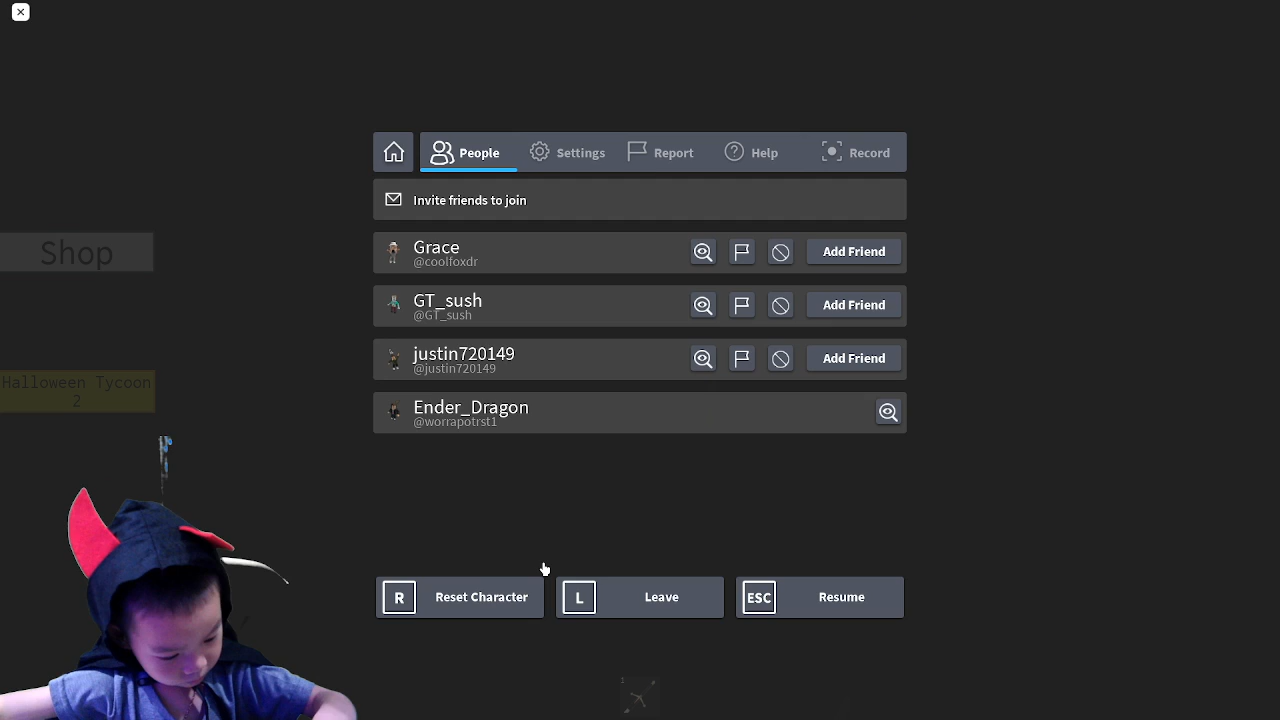 People
Settings
Report
Help
Record
Invite friends to join
Grace
@coolfoxdr
Add Friend
GT_sush
@GT_sush
Add Friend
justin720149
@justin720149
Add Friend
Ender_Dragon
@worrapotrst1
Shop
Halloween Tycoon
2
R Reset Character
L Leave
ESC Resume
1